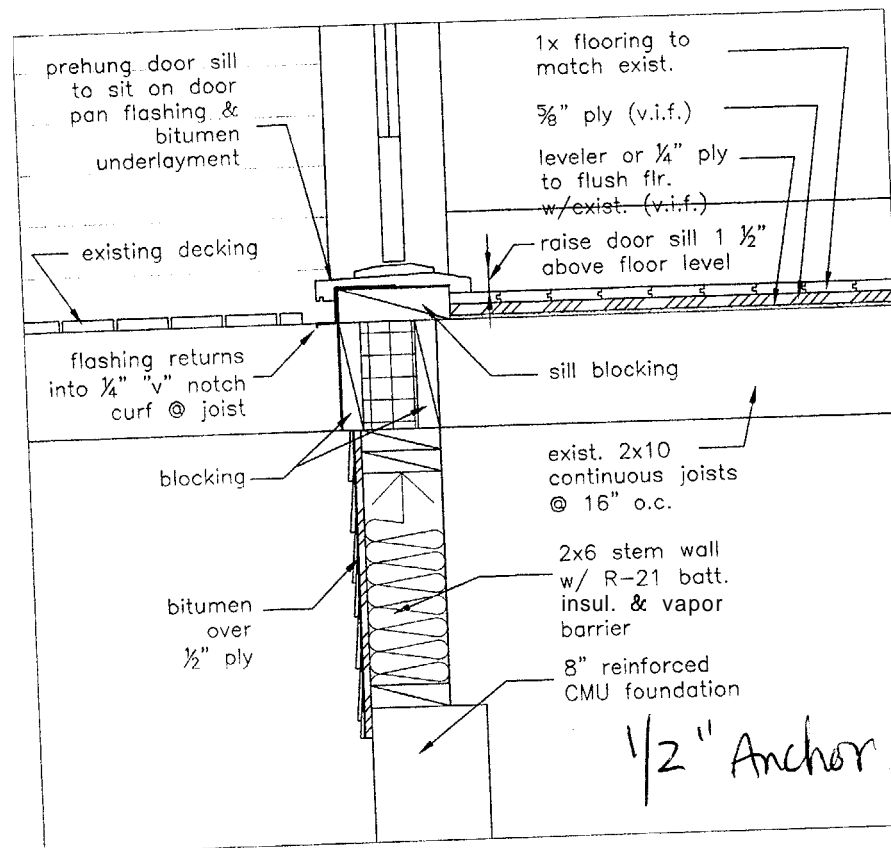 prehung door sill
to sit on door
pan flashing &
bitumen
underlayment
1x flooring to
match exist.
⅝" ply (v.i.f.)
leveler or ¼" ply
to flush flr.
w/exist. (v.i.f.)
existing decking
raise door sill 1 ½"
above floor level
flashing returns
into ¼" "v" notch
curf @ joist
sill blocking
blocking
exist. 2x10
continuous joists
@ 16" o.c.
2x6 stem wall
w/ R-21 batt.
insul. & vapor
barrier
bitumen
over
½" ply
8" reinforced
CMU foundation
1/2" Anchor